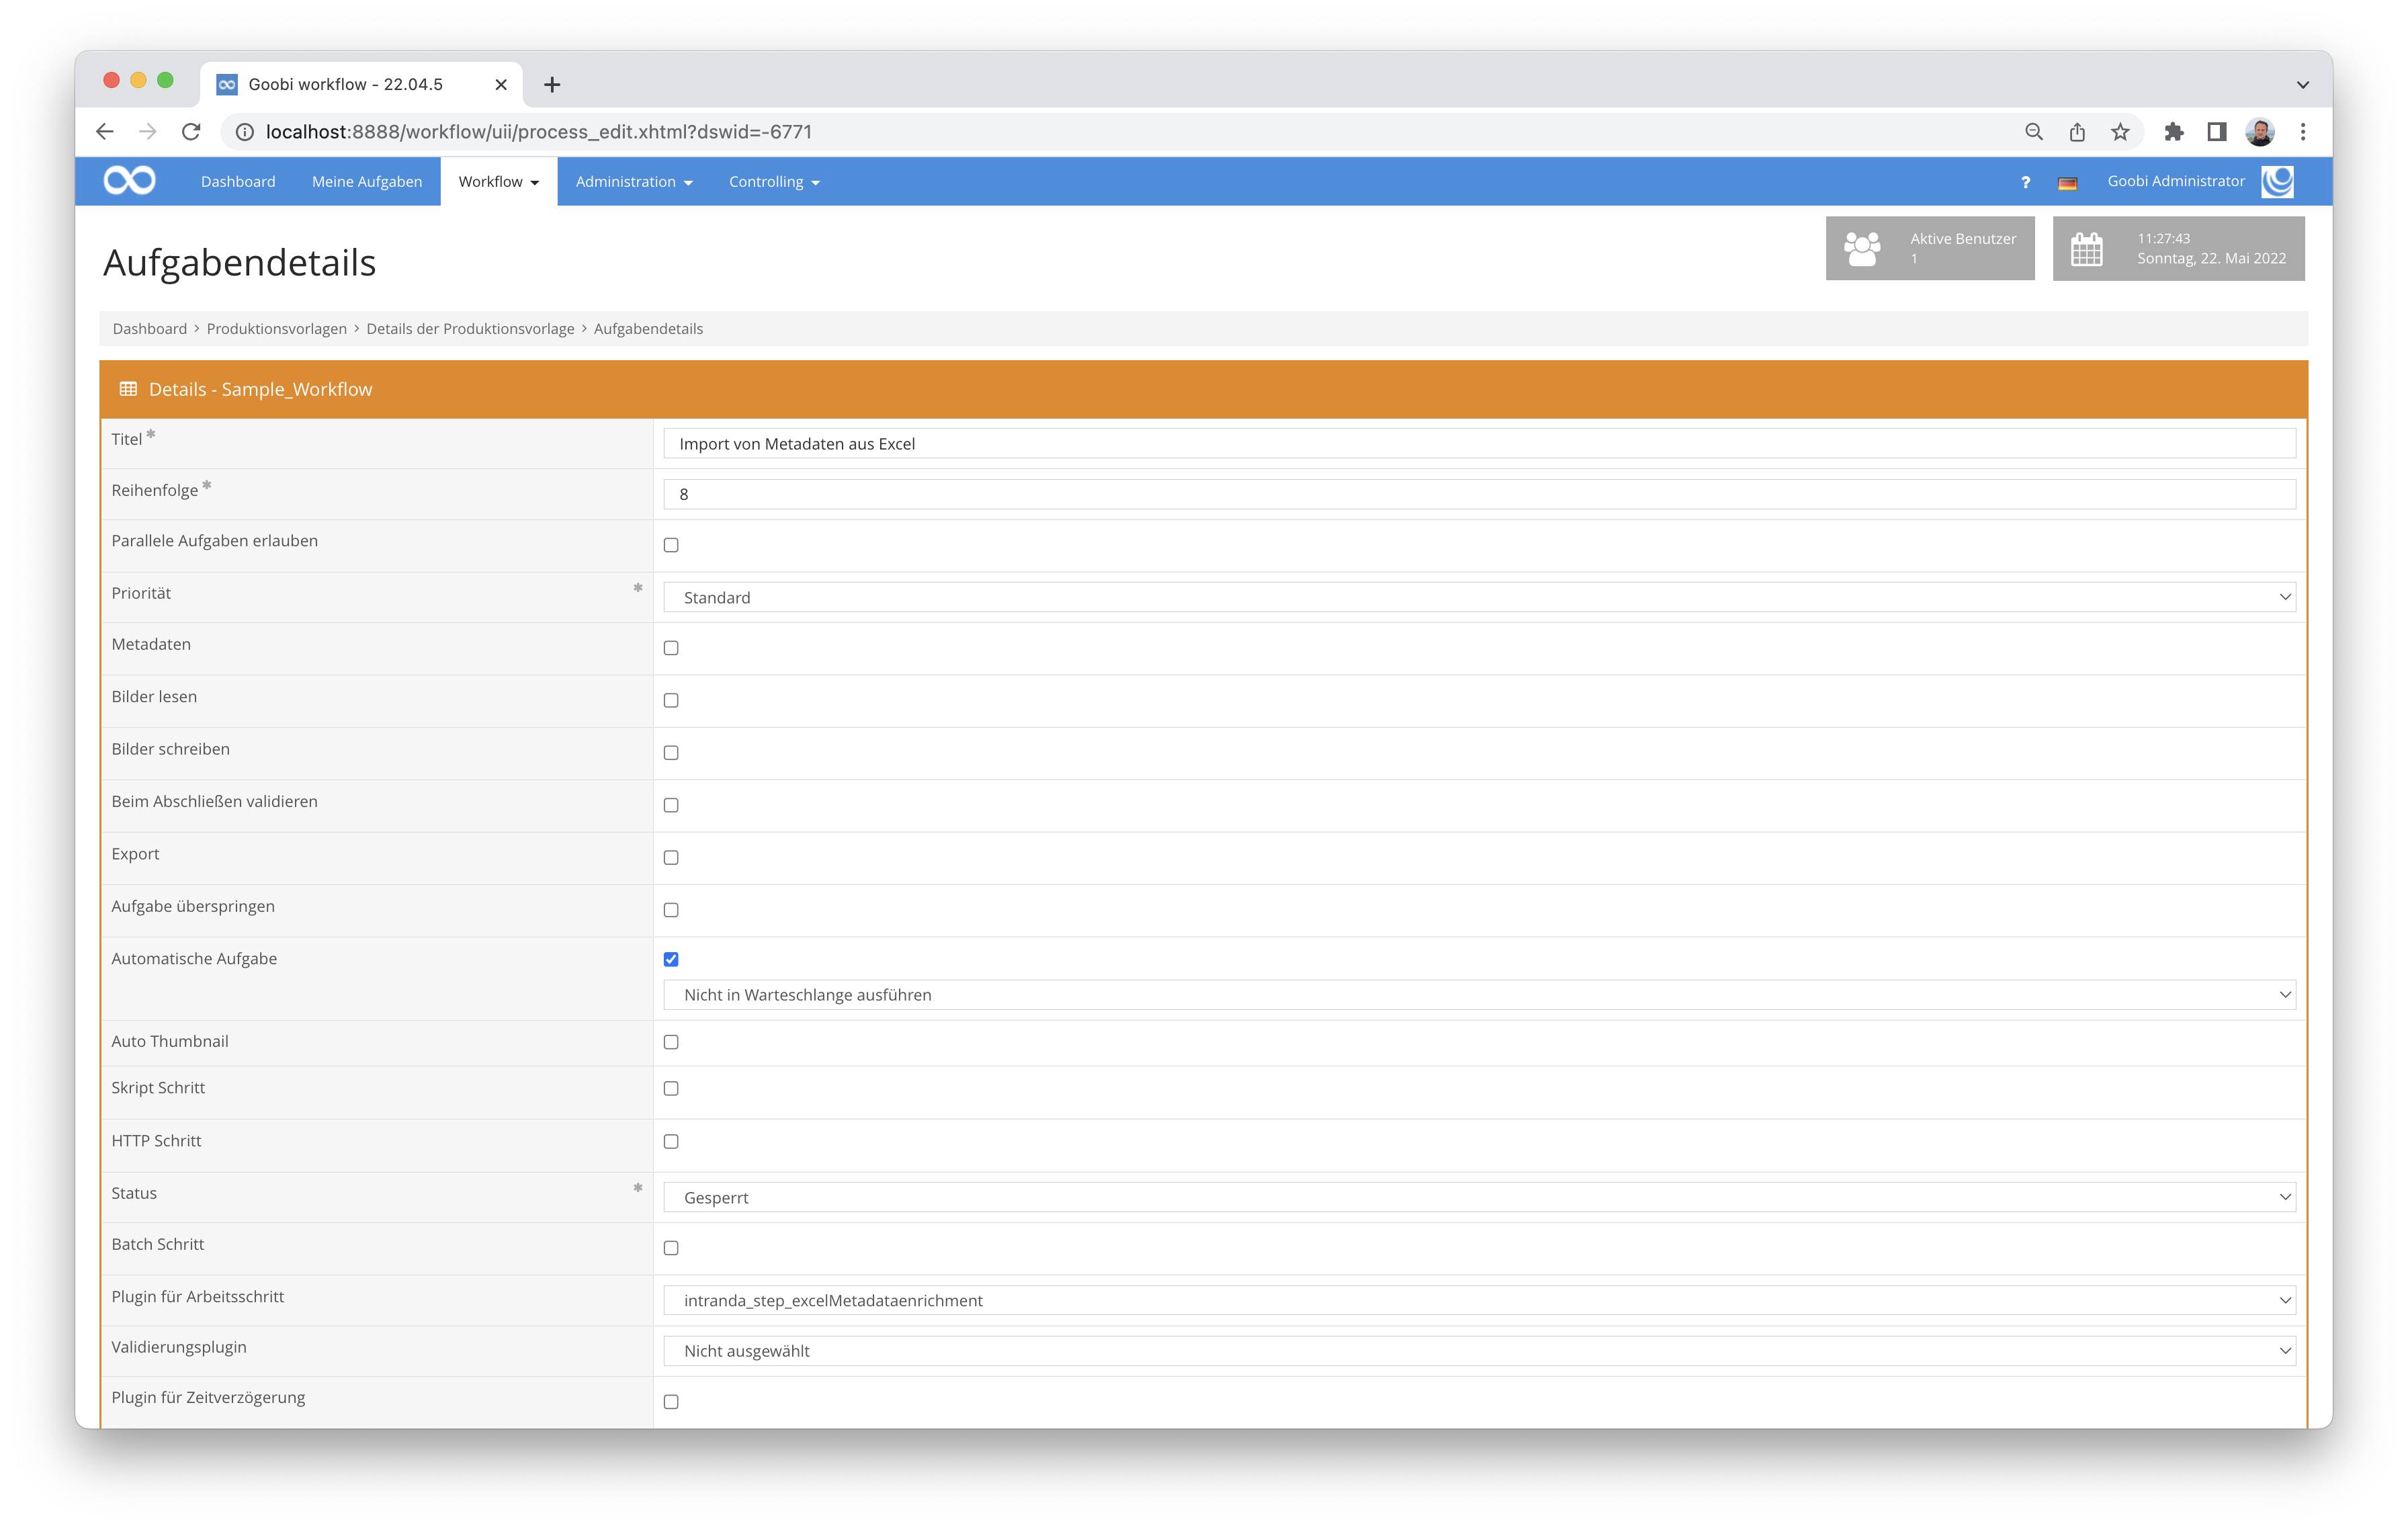 Goobi workflow - 22.04.5
localhost:8888/workflow/uii/process_edit.xhtml?dswid=-6771
Dashboard Meine Aufgaben Workflow Administration Controlling ? Goobi Administrator
Aufgabendetails
Aktive Benutzer
1
11:27:43
Sonntag, 22. Mai 2022
Dashboard > Produktionsvorlagen > Details der Produktionsvorlage > Aufgabendetails
Details - Sample_Workflow
Titel * Import von Metadaten aus Excel
Reihenfolge * 8
Parallele Aufgaben erlauben
Priorität * Standard
Metadaten
Bilder lesen
Bilder schreiben
Beim Abschließen validieren
Export
Aufgabe überspringen
Automatische Aufgabe
Nicht in Warteschlange ausführen
Auto Thumbnail
Skript Schritt
HTTP Schritt
Status * Gesperrt
Batch Schritt
Plugin für Arbeitsschritt intranda_step_excelMetadataenrichment
Validierungsplugin Nicht ausgewählt
Plugin für Zeitverzögerung